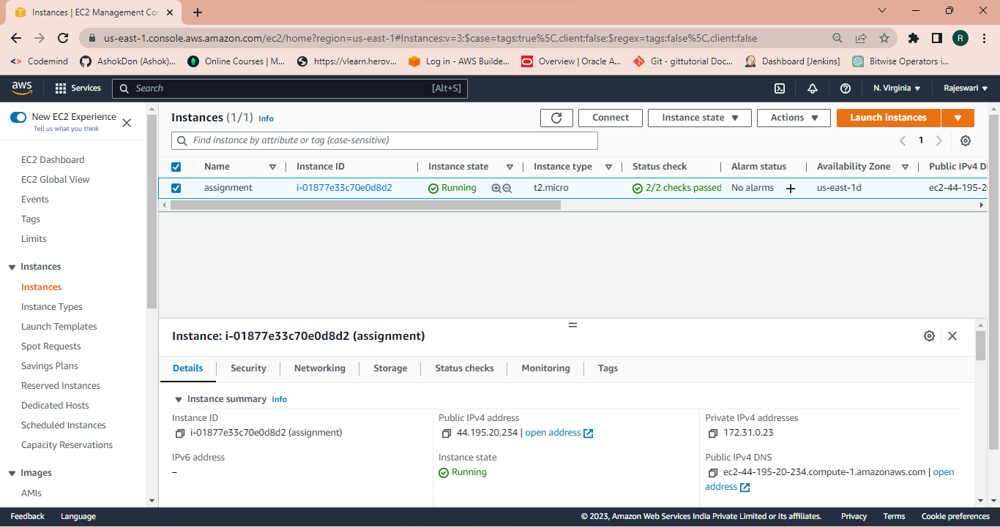 Instances | EC2 Management Con
us-east-1.console.aws.amazon.com/ec2/home?region=us-east-1#Instances:v=3;$case=tags:true%5C,client:false;$regex=tags:false%5C,client:false
R
<> Codemind AshokDon (Ashok)... Online Courses | M... https://vlearn.herov... Log in - AWS Builde... Overview | Oracle A... Git - gittutorial Doc... Dashboard [Jenkins] Bitwise Operators i...
aws Services Search [Alt+S] N. Virginia Rajeswari
New EC2 Experience
Tell us what you think
EC2 Dashboard
EC2 Global View
Events
Tags
Limits
Instances
Instances
Instance Types
Launch Templates
Spot Requests
Savings Plans
Reserved Instances
Dedicated Hosts
Scheduled Instances
Capacity Reservations
Images
AMIs
Instances (1/1) Info Connect Instance state Actions Launch instances
Find instance by attribute or tag (case-sensitive) 1
Name Instance ID Instance state Instance type Status check Alarm status Availability Zone Public IPv4 D
assignment i-01877e33c70e0d8d2 Running t2.micro 2/2 checks passed No alarms + us-east-1d ec2-44-195-2
Instance: i-01877e33c70e0d8d2 (assignment)
Details Security Networking Storage Status checks Monitoring Tags
Instance summary Info
Instance ID Public IPv4 address Private IPv4 addresses
i-01877e33c70e0d8d2 (assignment) 44.195.20.234 | open address 172.31.0.23
IPv6 address Instance state Public IPv4 DNS
– Running ec2-44-195-20-234.compute-1.amazonaws.com | open
address
Feedback Language © 2023, Amazon Web Services India Private Limited or its affiliates. Privacy Terms Cookie preferences